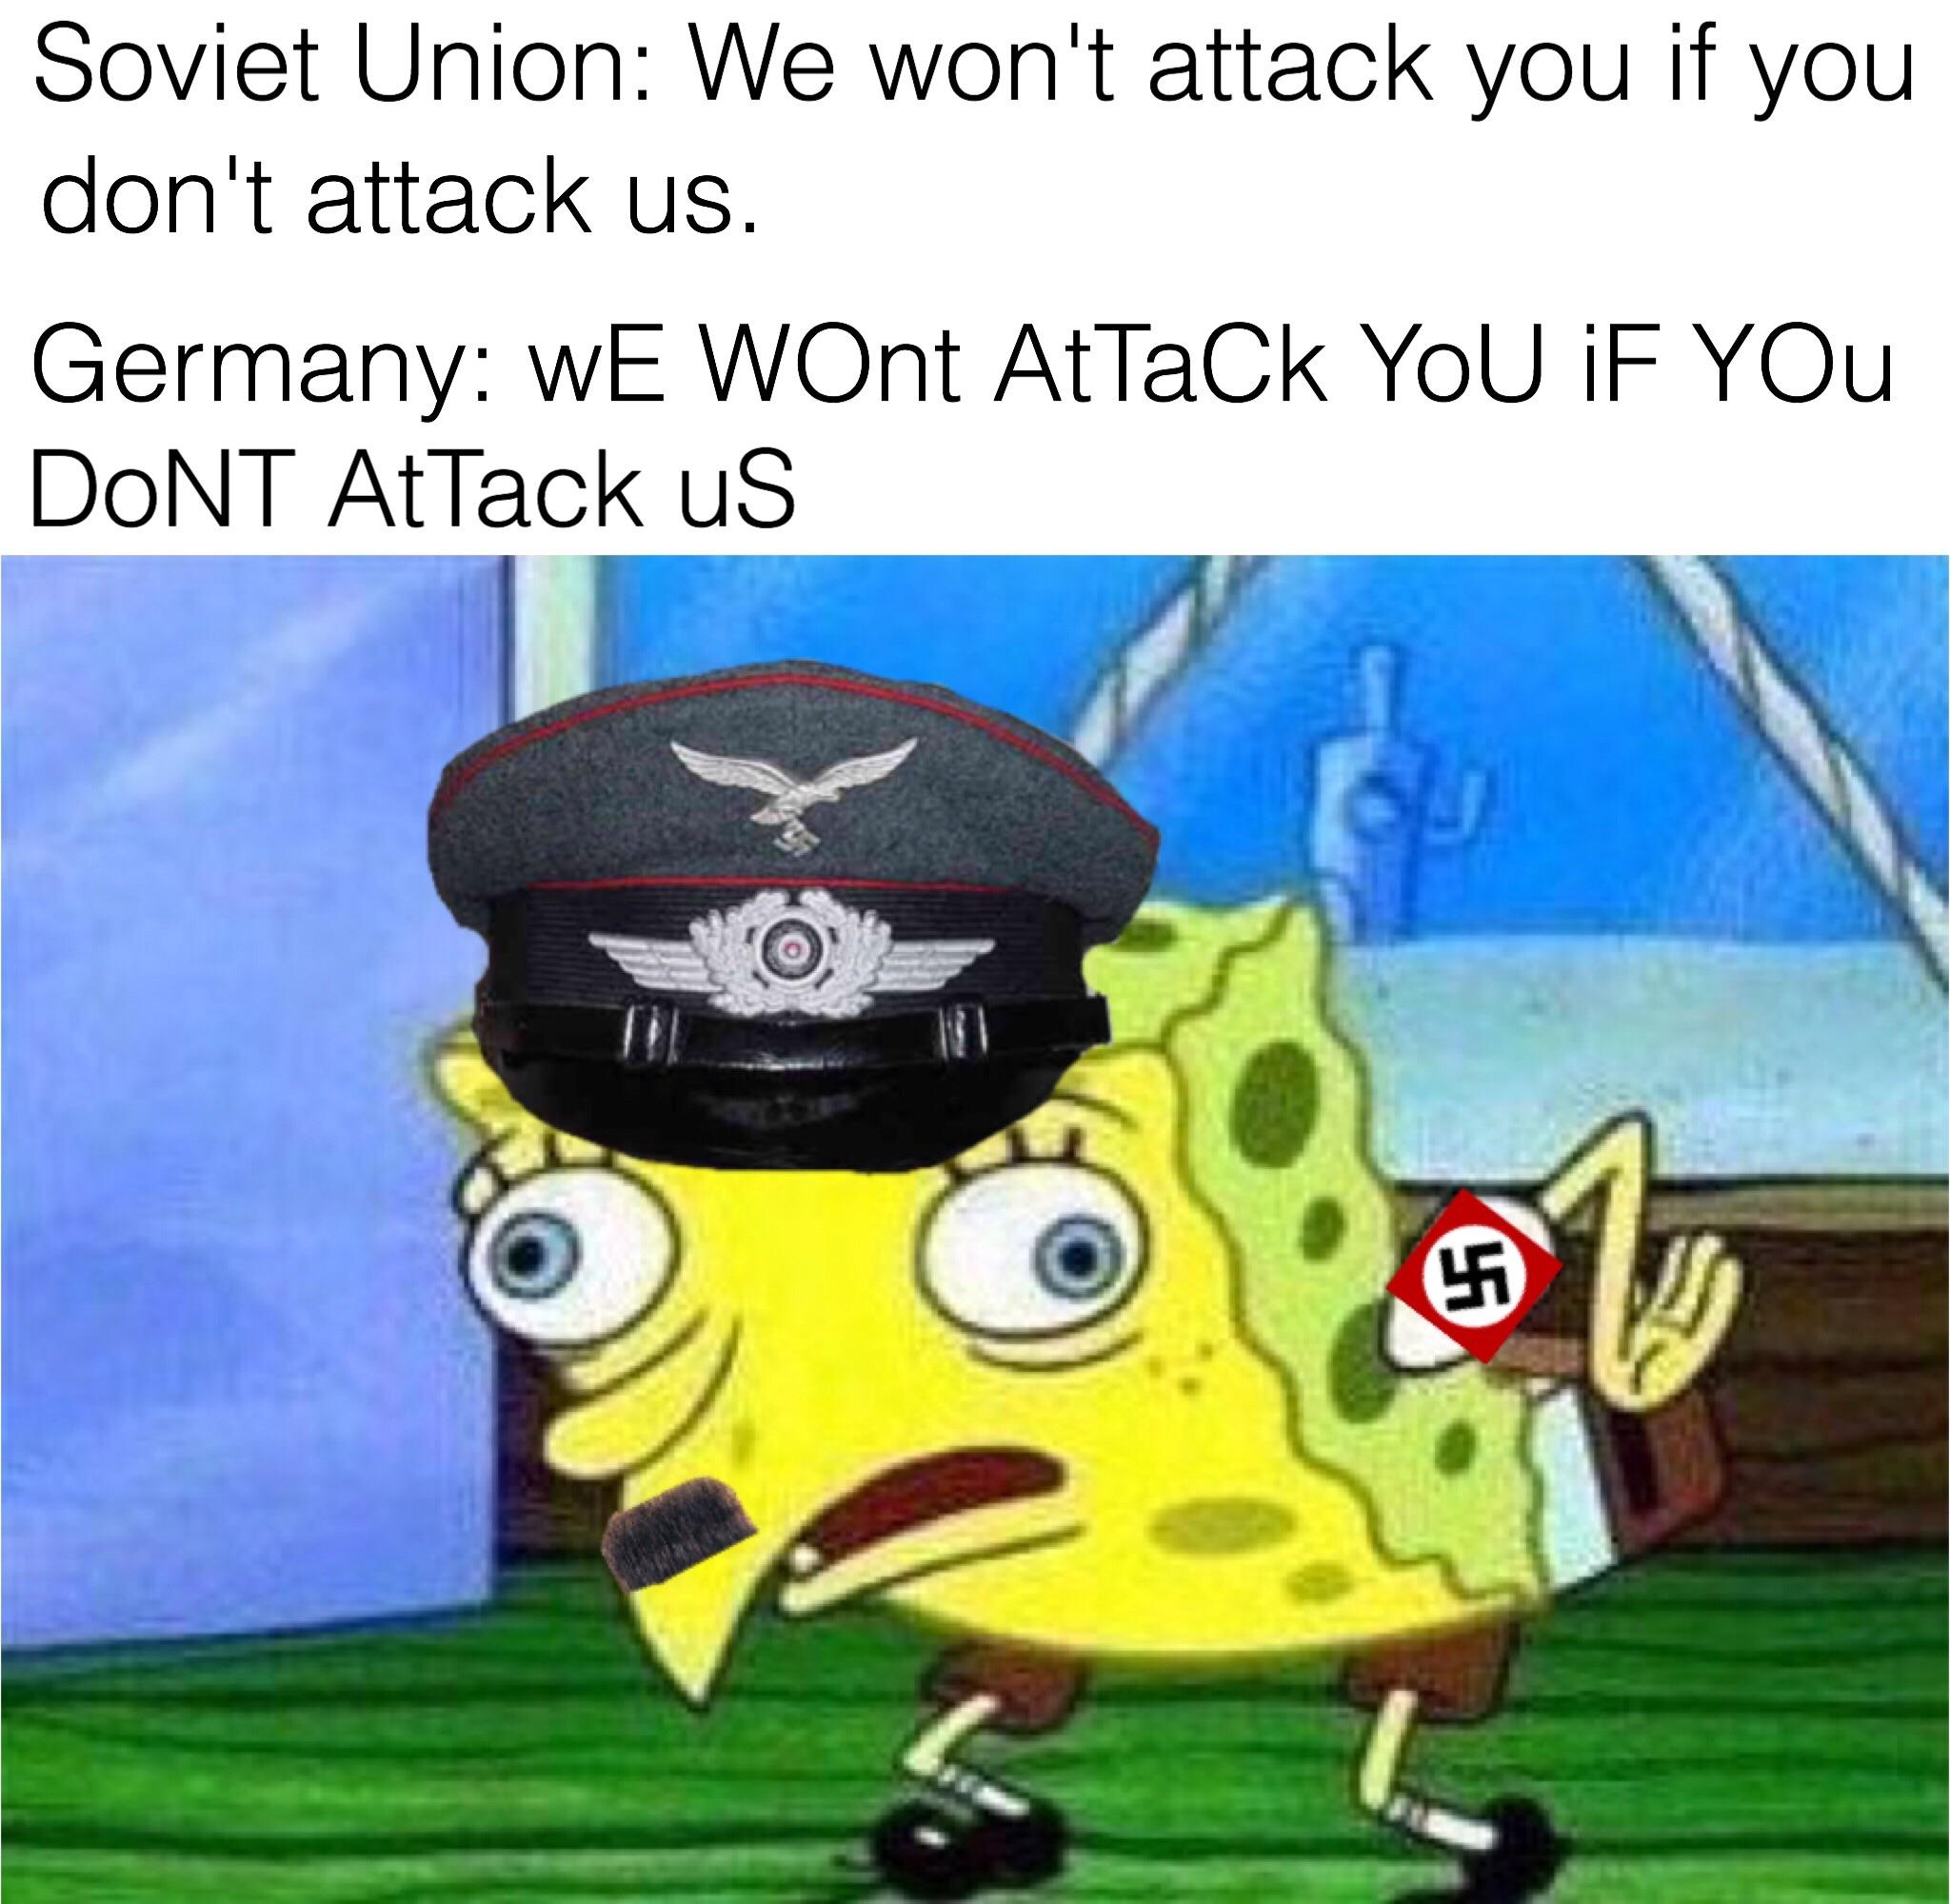 Soviet Union: We won't attack you if you
don't attack us.
Germany: wE WOnt AtTaCk YoU iF YOu
DoNT AtTack uS